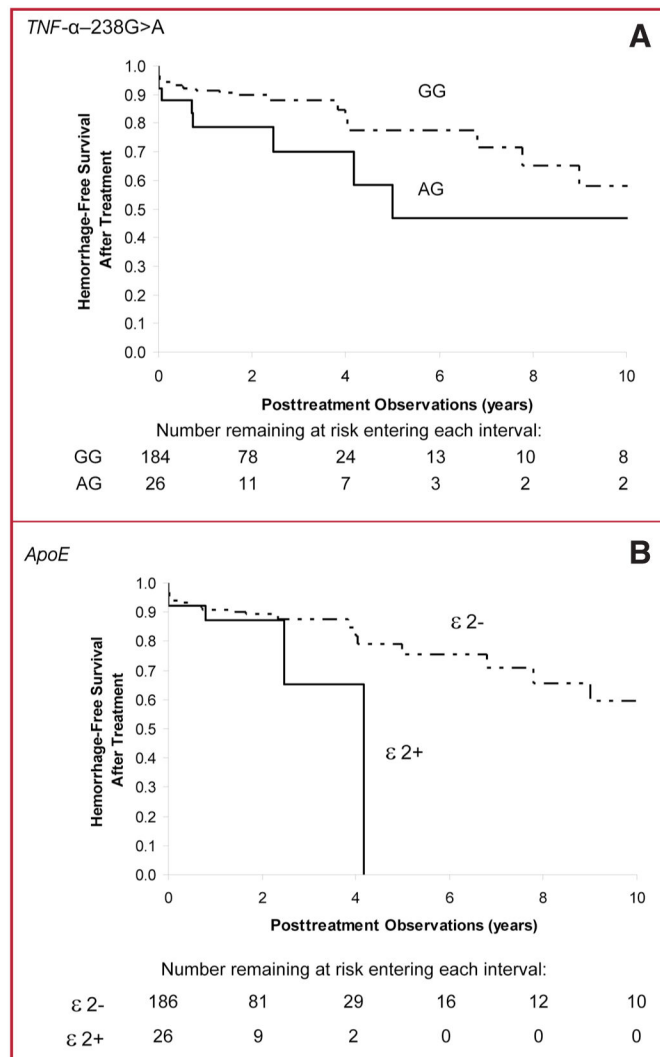 TNF-α–238G>A
A
Hemorrhage-Free Survival
After Treatment
1.0
0.9
0.8
0.7
0.6
0.5
0.4
0.3
0.2
0.1
0.0
GG
AG
0 2 4 6 8 10
Posttreatment Observations (years)
Number remaining at risk entering each interval:
GG 184 78 24 13 10 8
AG 26 11 7 3 2 2
ApoE
B
Hemorrhage-Free Survival
After Treatment
1.0
0.9
0.8
0.7
0.6
0.5
0.4
0.3
0.2
0.1
0.0
ε 2-
ε 2+
0 2 4 6 8 10
Posttreatment Observations (years)
Number remaining at risk entering each interval:
ε 2- 186 81 29 16 12 10
ε 2+ 26 9 2 0 0 0